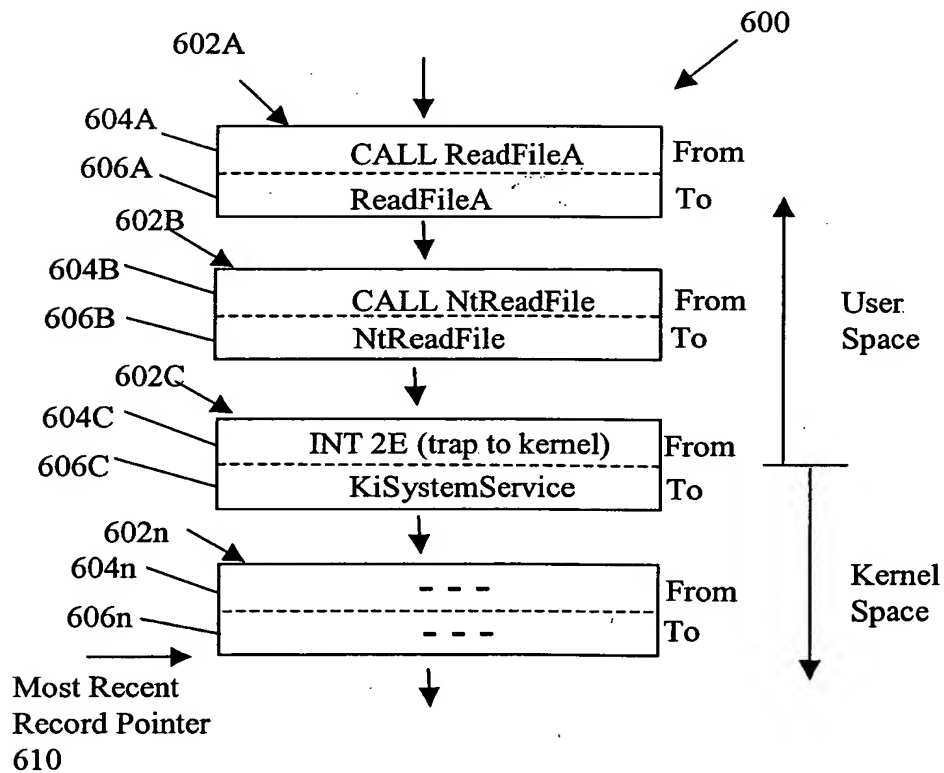 600
602A
604A
CALL ReadFileA
From
606A
ReadFileA
To
602B
604B
CALL NtReadFile
From
606B
NtReadFile
To
User
Space
602C
604C
INT 2E (trap to kernel)
From
606C
KiSystemService
To
602n
604n
- - -
From
606n
- - -
To
Kernel
Space
Most Recent
Record Pointer
610